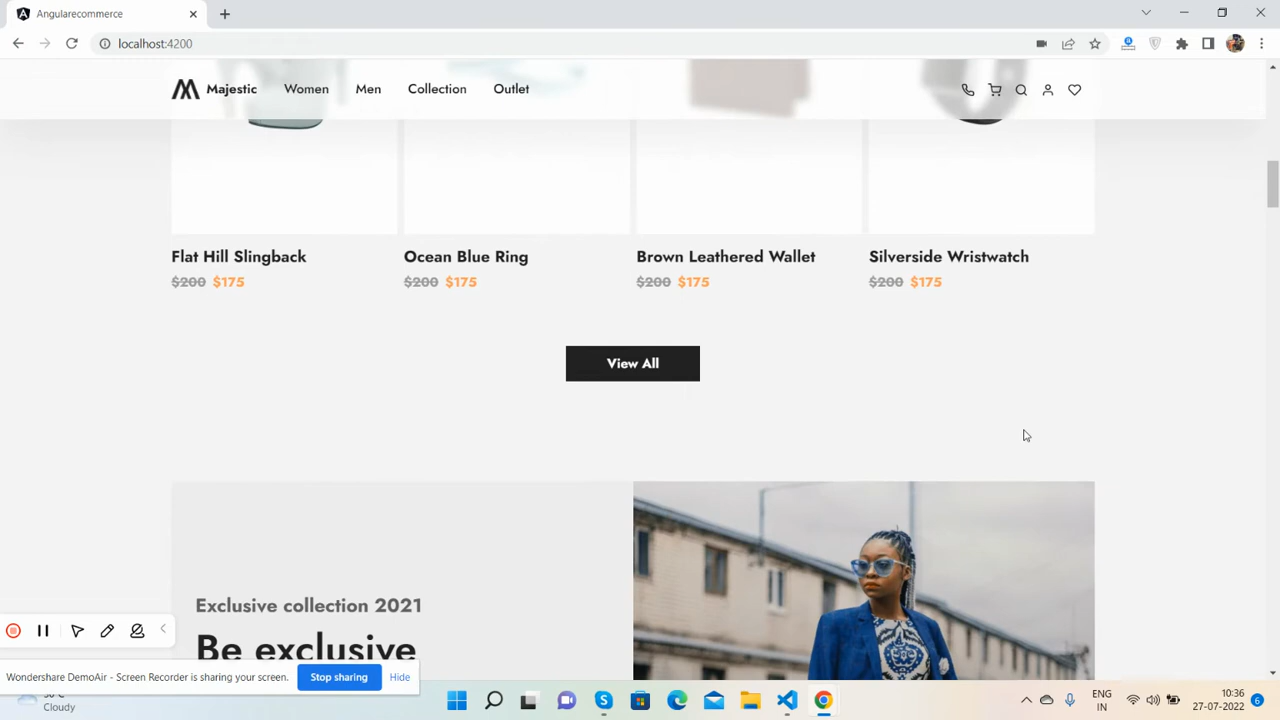 Angularecommerce
localhost:4200
Majestic Women Men Collection Outlet
Flat Hill Slingback Ocean Blue Ring Brown Leathered Wallet Silverside Wristwatch
$200 $175 $200 $175 $200 $175 $200 $175
View All
Exclusive collection 2021
Be exclusive
Wondershare DemoAir - Screen Recorder is sharing your screen. Stop sharing Hide
Cloudy
ENG
IN
10:36
27-07-2022
6